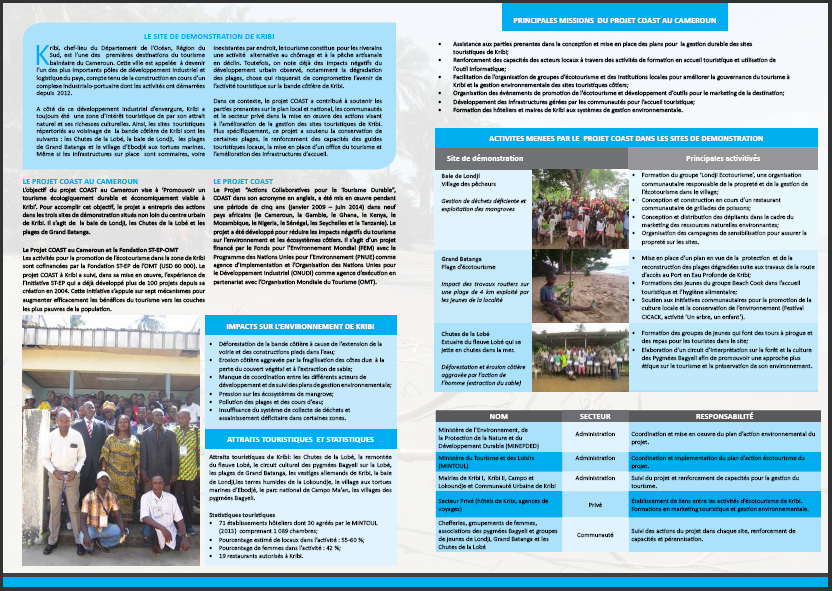 LE SITE DE DEMONSTRATION DE KRIBI
Kribi, chef-lieu du Département de l'Océan, Région du
Sud, est l'une des premières destinations du tourisme
balnéaire du Cameroun. Cette ville est appelée à devenir
l'un des plus importants pôles de développement industriel et
logistique du pays, compte tenu de la construction en cours d'un
complexe industrialo-portuaire dont les activités ont démarrées
depuis 2012.
A côté de ce développement industriel d'envergure, Kribi a
toujours été une zone d'intérêt touristique de par son attrait
naturel et ses richesses culturelles. Ainsi, les sites touristiques
répertoriés au voisinage de la bande côtière de Kribi sont les
suivants : les Chutes de la Lobé, la baie de Londji, les plages
de Grand Batanga et le village d'Ebodjé aux tortues marines.
Même si les infrastructures sur place sont sommaires, voire
inexistantes par endroit, le tourisme constitue pour les riverains
une activité alternative au chômage et à la pêche artisanale
en déclin. Toutefois, on note déjà des impacts négatifs du
développement urbain observé, notamment la dégradation
des plages, chose qui risquerait de compromettre l'avenir de
l'activité touristique sur la bande côtière de Kribi.
Dans ce contexte, le projet COAST a contribué à soutenir les
parties prenantes sur le plan local et national, les communautés
et le secteur privé dans la mise en œuvre des actions visant
à l'amélioration de la gestion des sites touristiques de Kribi.
Plus spécifiquement, ce projet a soutenu la conservation de
certaines plages, le renforcement des capacités des guides
touristiques locaux, la mise en place d'un office du tourisme et
l'amélioration des infrastructures d'accueil.
LE PROJET COAST AU CAMEROUN
L'objectif du projet COAST au Cameroun vise à 'Promouvoir un
tourisme écologiquement durable et économiquement viable à
Kribi'. Pour accomplir cet objectif, le projet a entrepris des actions
dans les trois sites de démonstration situés non loin du centre urbain
de Kribi. Il s'agit de la baie de Londji, les Chutes de la Lobé et les
plages de Grand Batanga.
Le Projet COAST au Cameroun et la Fondation ST-EP-OMT
Les activités pour la promotion de l'écotourisme dans la zone de Kribi
sont cofinancées par la Fondation ST-EP de l'OMT (USD 60 000). Le
projet COAST à Kribi a suivi, dans sa mise en œuvre, l'expérience de
l'initiative ST-EP qui a déjà développé plus de 100 projets depuis sa
création en 2004. Cette initiative s'appuie sur sept mécanismes pour
augmenter efficacement les bénéfices du tourisme vers les couches
les plus pauvres de la population.
LE PROJET COAST
Le Projet "Actions Collaboratives pour le Tourisme Durable",
COAST dans son acronyme en anglais, a été mis en œuvre pendant
une période de cinq ans (Janvier 2009 – Juin 2014) dans neuf
pays africains (le Cameroun, la Gambie, le Ghana, le Kenya, le
Mozambique, le Nigeria, le Sénégal, les Seychelles et la Tanzanie). Le
projet a été développé pour réduire les impacts négatifs du tourisme
sur l'environnement et les écosystèmes côtiers. Il s'agit d'un projet
financé par le Fonds pour l'Environnement Mondial (FEM) avec le
Programme des Nations Unies pour l'Environnement (PNUE) comme
agence d'implémentation et l'Organisation des Nations Unies pour
le Développement Industriel (ONUDI) comme agence d'exécution en
partenariat avec l'Organisation Mondiale du Tourisme (OMT).
IMPACTS SUR L'ENVIRONNEMENT DE KRIBI
• Déforestation de la bande côtière à cause de l'extension de la
voirie et des constructions pieds dans l'eau;
• Erosion côtière aggravée par la fragilisation des côtes due à la
perte du couvert végétal et à l'extraction de sable;
• Manque de coordination entre les différents acteurs de
développement et de suivi des plans de gestion environnementale;
• Pression sur les écosystèmes de mangrove;
• Pollution des plages et des cours d'eau;
• Insuffisance du système de collecte de déchets et
assainissement déficitaire dans certaines zones.
ATTRAITS TOURISTIQUES ET STATISTIQUES
Attraits touristiques de Kribi: les Chutes de la Lobé, la remontée
du fleuve Lobé, le circuit culturel des pygmées Bagyeli sur la Lobé,
les plages de Grand Batanga, les vestiges allemands de Kribi, la baie
de Londji,les terres humides de la Lokoundje, le village aux tortues
marines d'Ebodjé, le parc national de Campo Ma'an, les villages des
pygmées Bagyeli.
Statistiques touristiques
• 71 établissements hôteliers dont 30 agréés par le MINTOUL
(2013) comprenant 1 089 chambres;
• Pourcentage estimé de locaux dans l'activité : 55-60 %;
• Pourcentage de femmes dans l'activité : 42 %;
• 19 restaurants autorisés à Kribi.
PRINCIPALES MISSIONS DU PROJET COAST AU CAMEROUN
• Assistance aux parties prenantes dans la conception et mise en place des plans pour la gestion durable des sites
touristiques de Kribi;
• Renforcement des capacités des acteurs locaux à travers des activités de formation en accueil touristique et utilisation de
l'outil informatique;
• Facilitation de l'organisation de groupes d'écotourisme et des institutions locales pour améliorer la gouvernance du tourisme à
Kribi et la gestion environnementale des sites touristiques côtiers;
• Organisation des évènements de promotion de l'écotourisme et développement d'outils pour le marketing de la destination;
• Développement des infrastructures gérées par les communautés pour l'accueil touristique;
• Formation des hôteliers et maires de Kribi aux systèmes de gestion environnementale.
ACTIVITES MENEES PAR LE PROJET COAST DANS LES SITES DE DEMONSTRATION
Site de démonstration
Principales activitiés
Baie de Londji
Village des pêcheurs
Gestion de déchets déficiente et
exploitation des mangroves
• Formation du groupe 'Londji Ecotourisme', une organisation
communautaire responsable de la propreté et de la gestion de
l'écotourisme dans le village;
• Conception et construction en cours d'un restaurant
communautaire de grillades de poissons;
• Conception et distribution des dépliants dans le cadre du
marketing des ressources naturelles environnantes;
• Organisation des campagnes de sensibilisation pour assurer la
propreté sur les sites.
Grand Batanga
Plage d'écotourisme
Impact des travaux routiers sur
une plage de 4 km exploité par
les jeunes de la localité
• Mise en place d'un plan en vue de la protection et de la
reconstruction des plages dégradées suite aux travaux de la route
d'accès au Port en Eau Profonde de Kribi;
• Formations des jeunes du groupe Beach Cook dans l'accueil
touristique et l'hygiène alimentaire;
• Soutien aux initiatives communautaires pour la promotion de la
culture locale et la conservation de l'environnement (Festival
CICACK, activité 'Un arbre, un enfant').
Chutes de la Lobé
Estuaire du fleuve Lobé qui se
jette en chutes dans la mer.
Déforestation et érosion côtière
aggravée par l'action de
l'homme (extraction du sable)
• Formation des groupes de jeunes qui font des tours à pirogue et
des repas pour les touristes dans le site;
• Elaboration d'un circuit d'interprétation sur la forêt et la culture
des Pygmées Bagyeli afin de promouvoir une approche plus
éthique sur le tourisme et la préservation de son environnement.
NOM
SECTEUR
RESPONSABILITÉ
Ministère de l'Environnement, de
la Protection de la Nature et du
Développement Durable (MINEPDED)
Administration
Coordination et mise en œuvre du plan d'action environnemental du
projet.
Ministère du Tourisme et des Loisirs
(MINTOUL)
Administration
Coordination et implémentation du plan d'action écotourisme du
projet.
Mairies de Kribi I, Kribi II, Campo et
Lokoundje et Communauté Urbaine de Kribi
Administration
Suivi du projet et renforcement de capacités pour la gestion du
tourisme.
Secteur Privé (hôtels de Kribi, agences de
voyages)
Privé
Etablissement de liens entre les activités d'écotourisme de Kribi.
Formations en marketing touristique et gestion environnementale.
Chefferies, groupements de femmes,
associations des pygmées Bagyeli et groupes
de jeunes de Londji, Grand Batanga et les
Chutes de la Lobé
Communauté
Suivi des actions du projet dans chaque site, renforcement de
capacités et pérennisation.